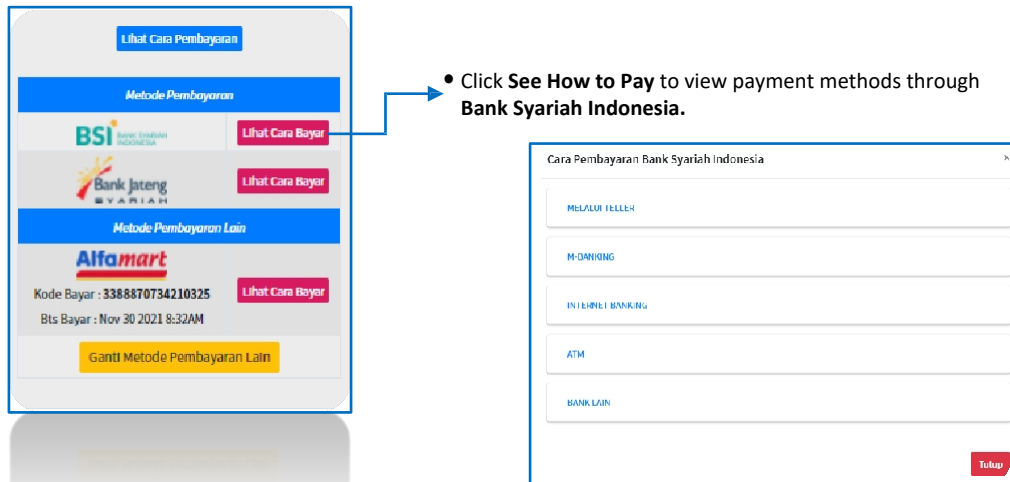 Lihat Cara Pembayaran
Metode Pembayaran
BSI BANK SYARIAH INDONESIA
Lihat Cara Bayar
Bank Jateng
SYARIAH
Lihat Cara Bayar
Metode Pembayaran Lain
Alfamart
Kode Bayar : 3388870734210325
Lihat Cara Bayar
Bts Bayar : Nov 30 2021 8:32AM
Ganti Metode Pembayaran Lain
• Click See How to Pay to view payment methods through
Bank Syariah Indonesia.
Cara Pembayaran Bank Syariah Indonesia
×
MELALUI TELLER
M-BANKING
INTERNET BANKING
ATM
BANK LAIN
Tutup